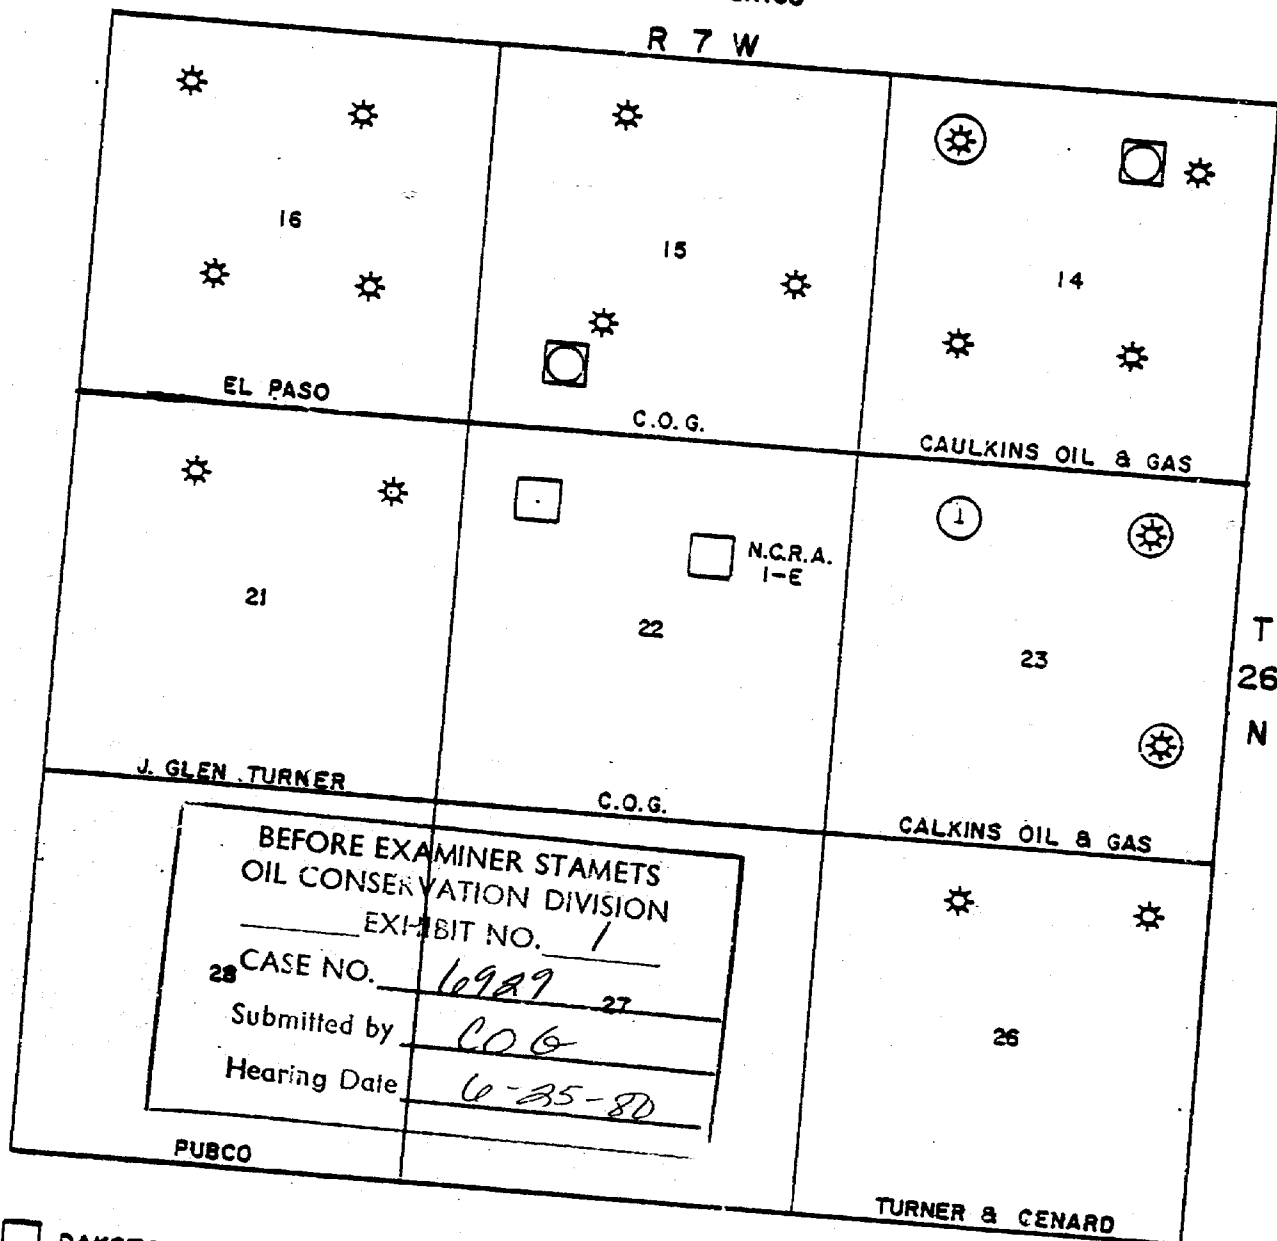 R 7 W
16
15
14
EL PASO
C.O.G.
CAULKINS OIL & GAS
1
N.C.R.A.
1-E
21
22
23
T
26
N
J. GLEN TURNER
C.O.G.
CALKINS OIL & GAS
BEFORE EXAMINER STAMETS
OIL CONSERVATION DIVISION
EXHIBIT NO. 1
CASE NO. 6929
Submitted by COG
Hearing Date 6-25-80
28
27
26
PUBCO
TURNER & CENARD